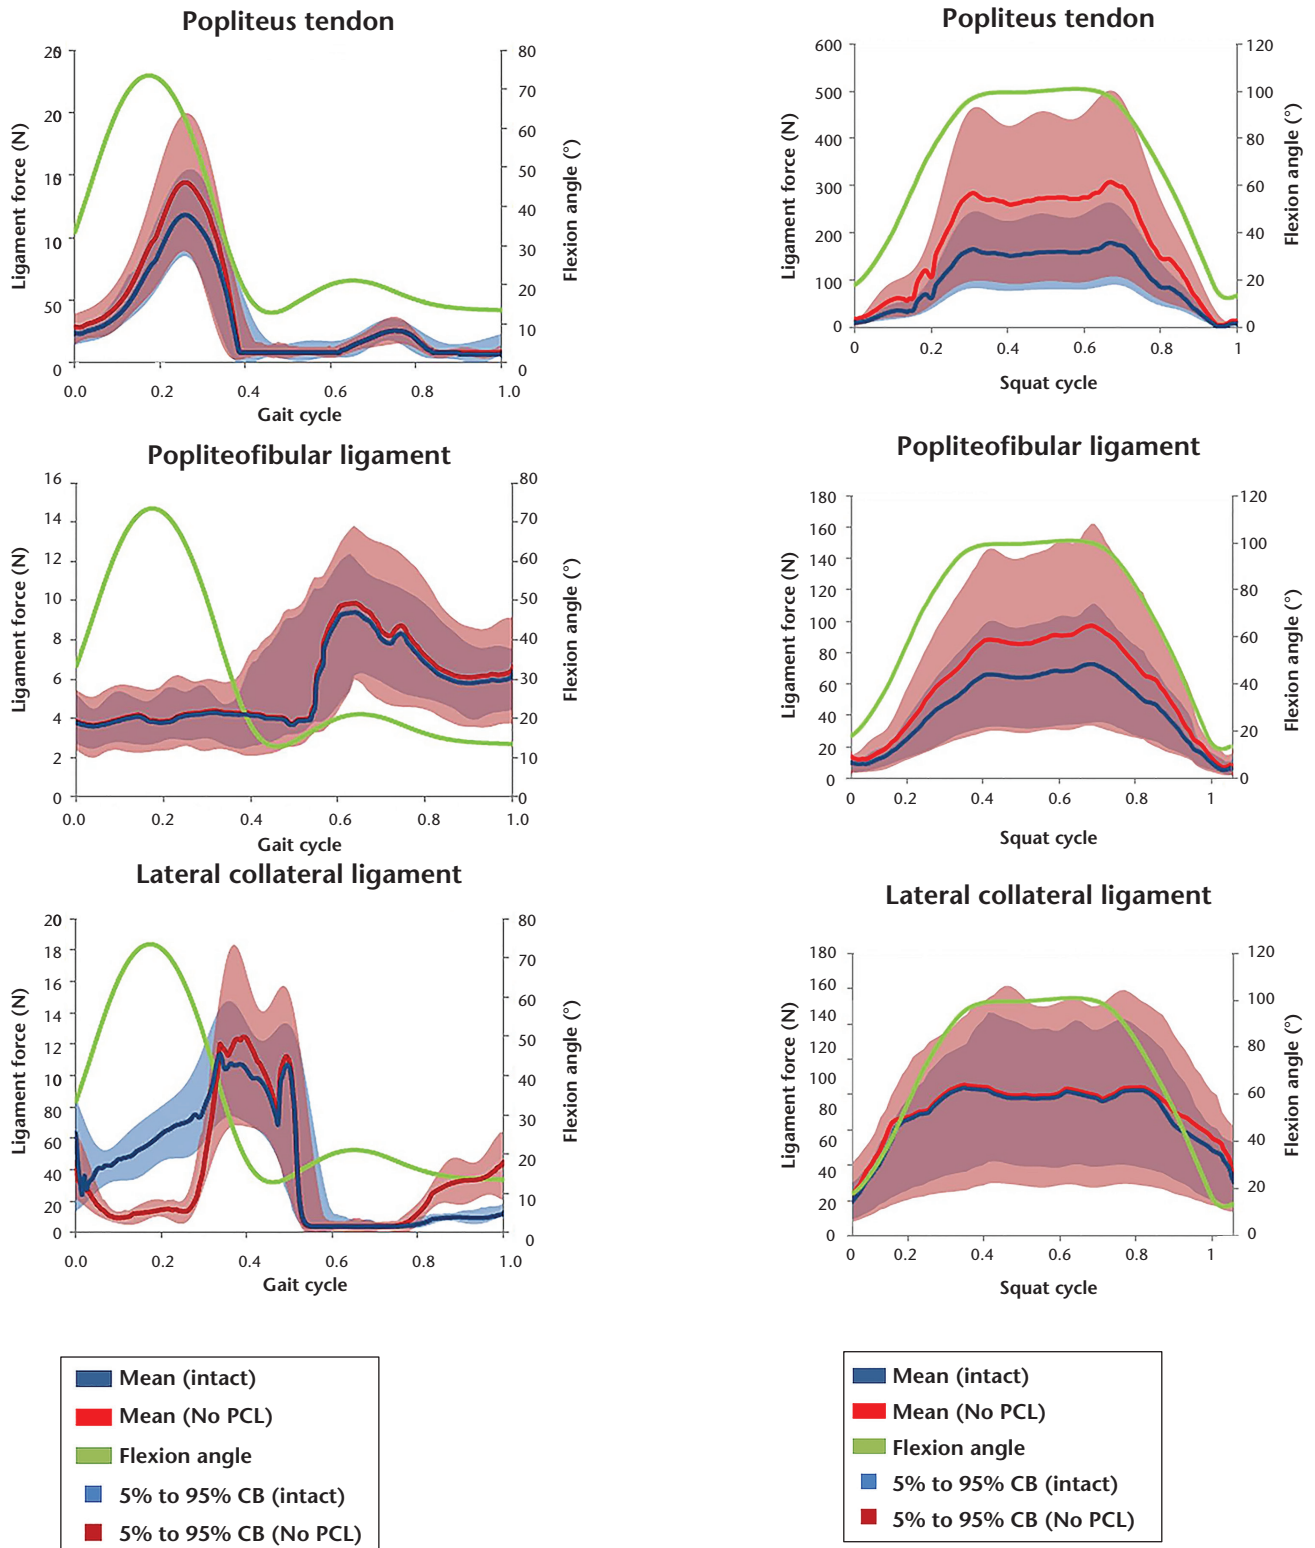 Popliteus tendon
Ligament force (N)
20
10
50
80
70
60
50
40
30
20
10
0
Flexion angle (°)
0.0 0.2 0.4 0.6 0.8 1.0
Gait cycle
Popliteus tendon
Ligament force (N)
600
500
400
300
200
100
0
120
100
80
60
40
20
0
Flexion angle (°)
0 0.2 0.4 0.6 0.8 1
Squat cycle
Popliteofibular ligament
Ligament force (N)
16
14
12
10
8
6
4
2
0
80
70
60
50
40
30
20
10
0
Flexion angle (°)
0.0 0.2 0.4 0.6 0.8 1.0
Gait cycle
Popliteofibular ligament
Ligament force (N)
180
160
140
120
100
80
60
40
20
0
120
100
80
60
40
20
0
Flexion angle (°)
0 0.2 0.4 0.6 0.8 1
Squat cycle
Lateral collateral ligament
Ligament force (N)
20
18
16
14
12
10
80
60
40
20
0
80
70
60
50
40
30
20
10
0
Flexion angle (°)
0.0 0.2 0.4 0.6 0.8 1.0
Gait cycle
Lateral collateral ligament
Ligament force (N)
180
160
140
120
100
80
60
40
20
0
120
100
80
60
40
20
0
Flexion angle (°)
0 0.2 0.4 0.6 0.8 1
Squat cycle
Mean (intact)
Mean (No PCL)
Flexion angle
5% to 95% CB (intact)
5% to 95% CB (No PCL)
Mean (intact)
Mean (No PCL)
Flexion angle
5% to 95% CB (intact)
5% to 95% CB (No PCL)